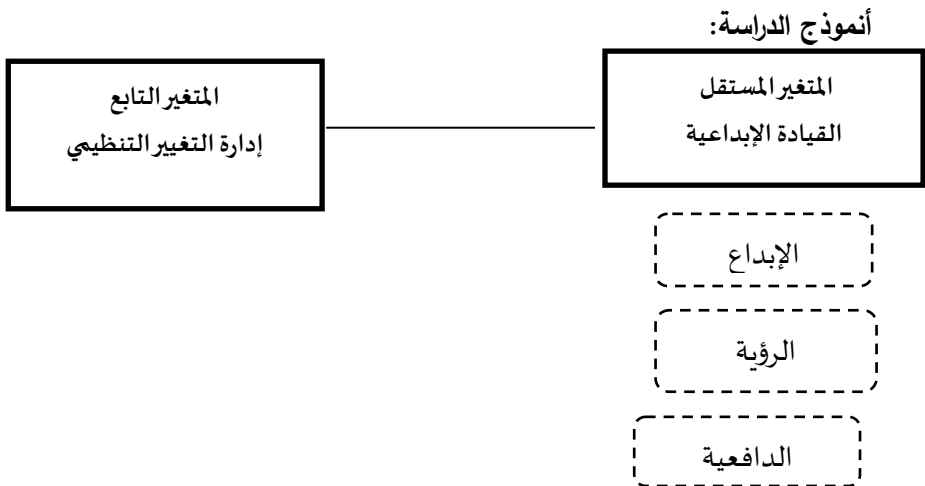 أنموذج الدراسة:
المتغير المستقل
القيادة الإبداعية
المتغير التابع
إدارة التغيير التنظيمي
الإبداع
الرؤية
الدافعية